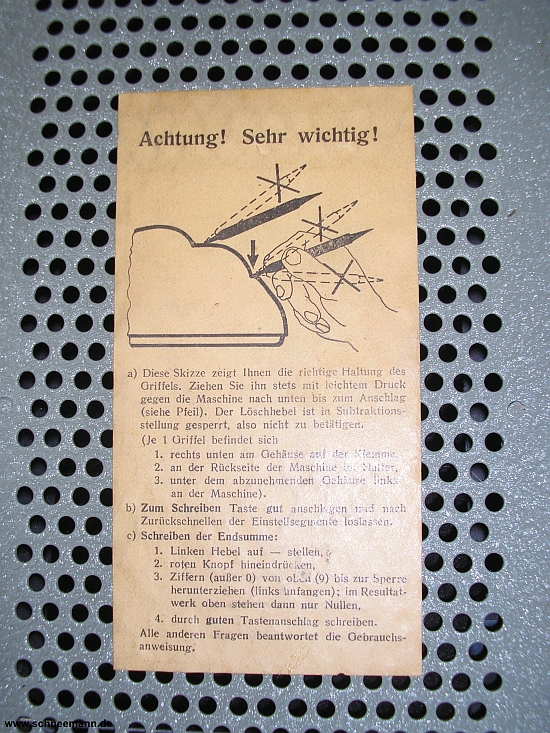 Achtung! Sehr wichtig!
a) Diese Skizze zeigt Ihnen die richtige Haltung des
Griffels. Ziehen Sie ihn stets mit leichtem Druck
gegen die Maschine nach unten bis zum Anschlag
(siehe Pfeil). Der Löschhebel ist in Subtraktions-
stellung gesperrt, also nicht zu betätigen.
(Je 1 Griffel befindet sich
1. rechts unten am Gehäuse auf der Klemme,
2. an der Rückseite der Maschine im Halter,
3. unter dem abzunehmenden Gehäuse links
an der Maschine).
b) Zum Schreiben Taste gut anschlagen und nach
Zurückschnellen der Einstellsegmente loslassen.
c) Schreiben der Endsumme:
1. Linken Hebel auf — stellen,
2. roten Knopf hineindrücken,
3. Ziffern (außer 0) von oben (9) bis zur Sperre
herunterziehen (links anfangen); im Resultat-
werk oben stehen dann nur Nullen,
4. durch guten Tastenanschlag schreiben.
Alle anderen Fragen beantwortet die Gebrauchs-
anweisung.
www.schneemann.de